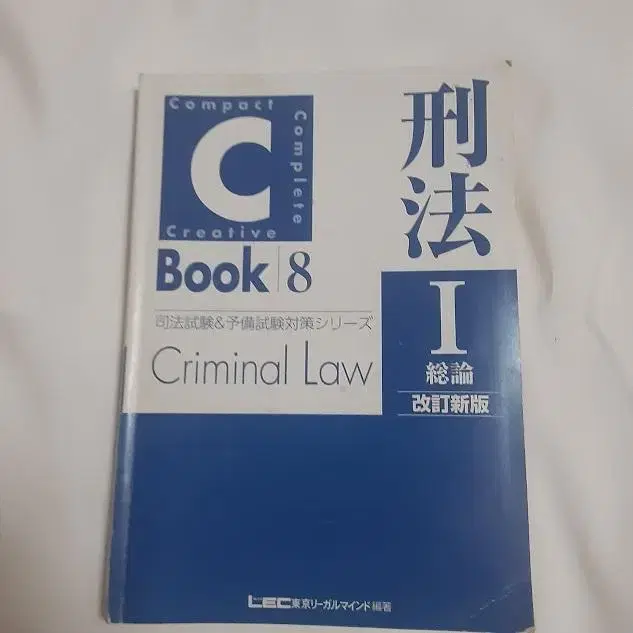 Compact
Complete
C
Creative
Book 8
司法試験&予備試験対策シリーズ
Criminal Law
刑法
I
総論
改訂新版
LEC東京リーガルマインド編著